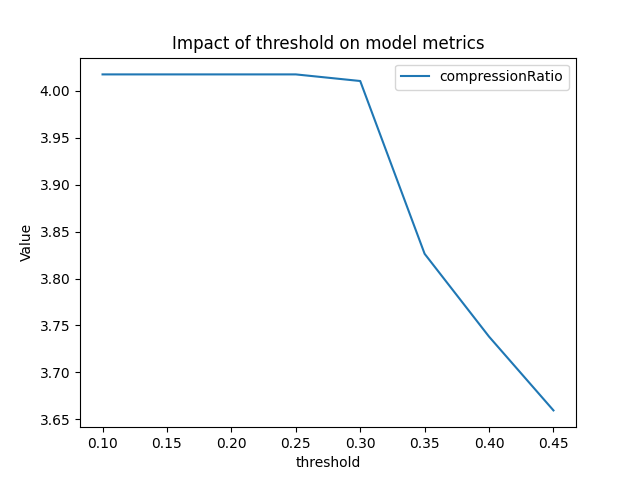 Impact of threshold on model metrics
compressionRatio
Value
4.00
3.95
3.90
3.85
3.80
3.75
3.70
3.65
0.10 0.15 0.20 0.25 0.30 0.35 0.40 0.45
threshold